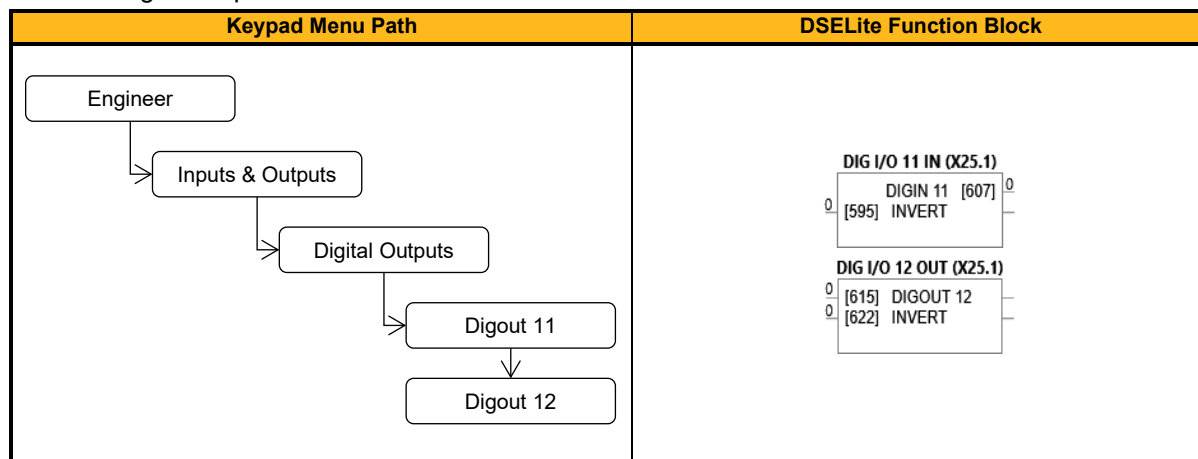 Keypad Menu Path
DSELite Function Block
Engineer
Inputs & Outputs
Digital Outputs
Digout 11
Digout 12
DIG I/O 11 IN (X25.1)
DIGIN 11 [607] 0
0 [595] INVERT
DIG I/O 12 OUT (X25.1)
0 [615] DIGOUT 12
0 [622] INVERT